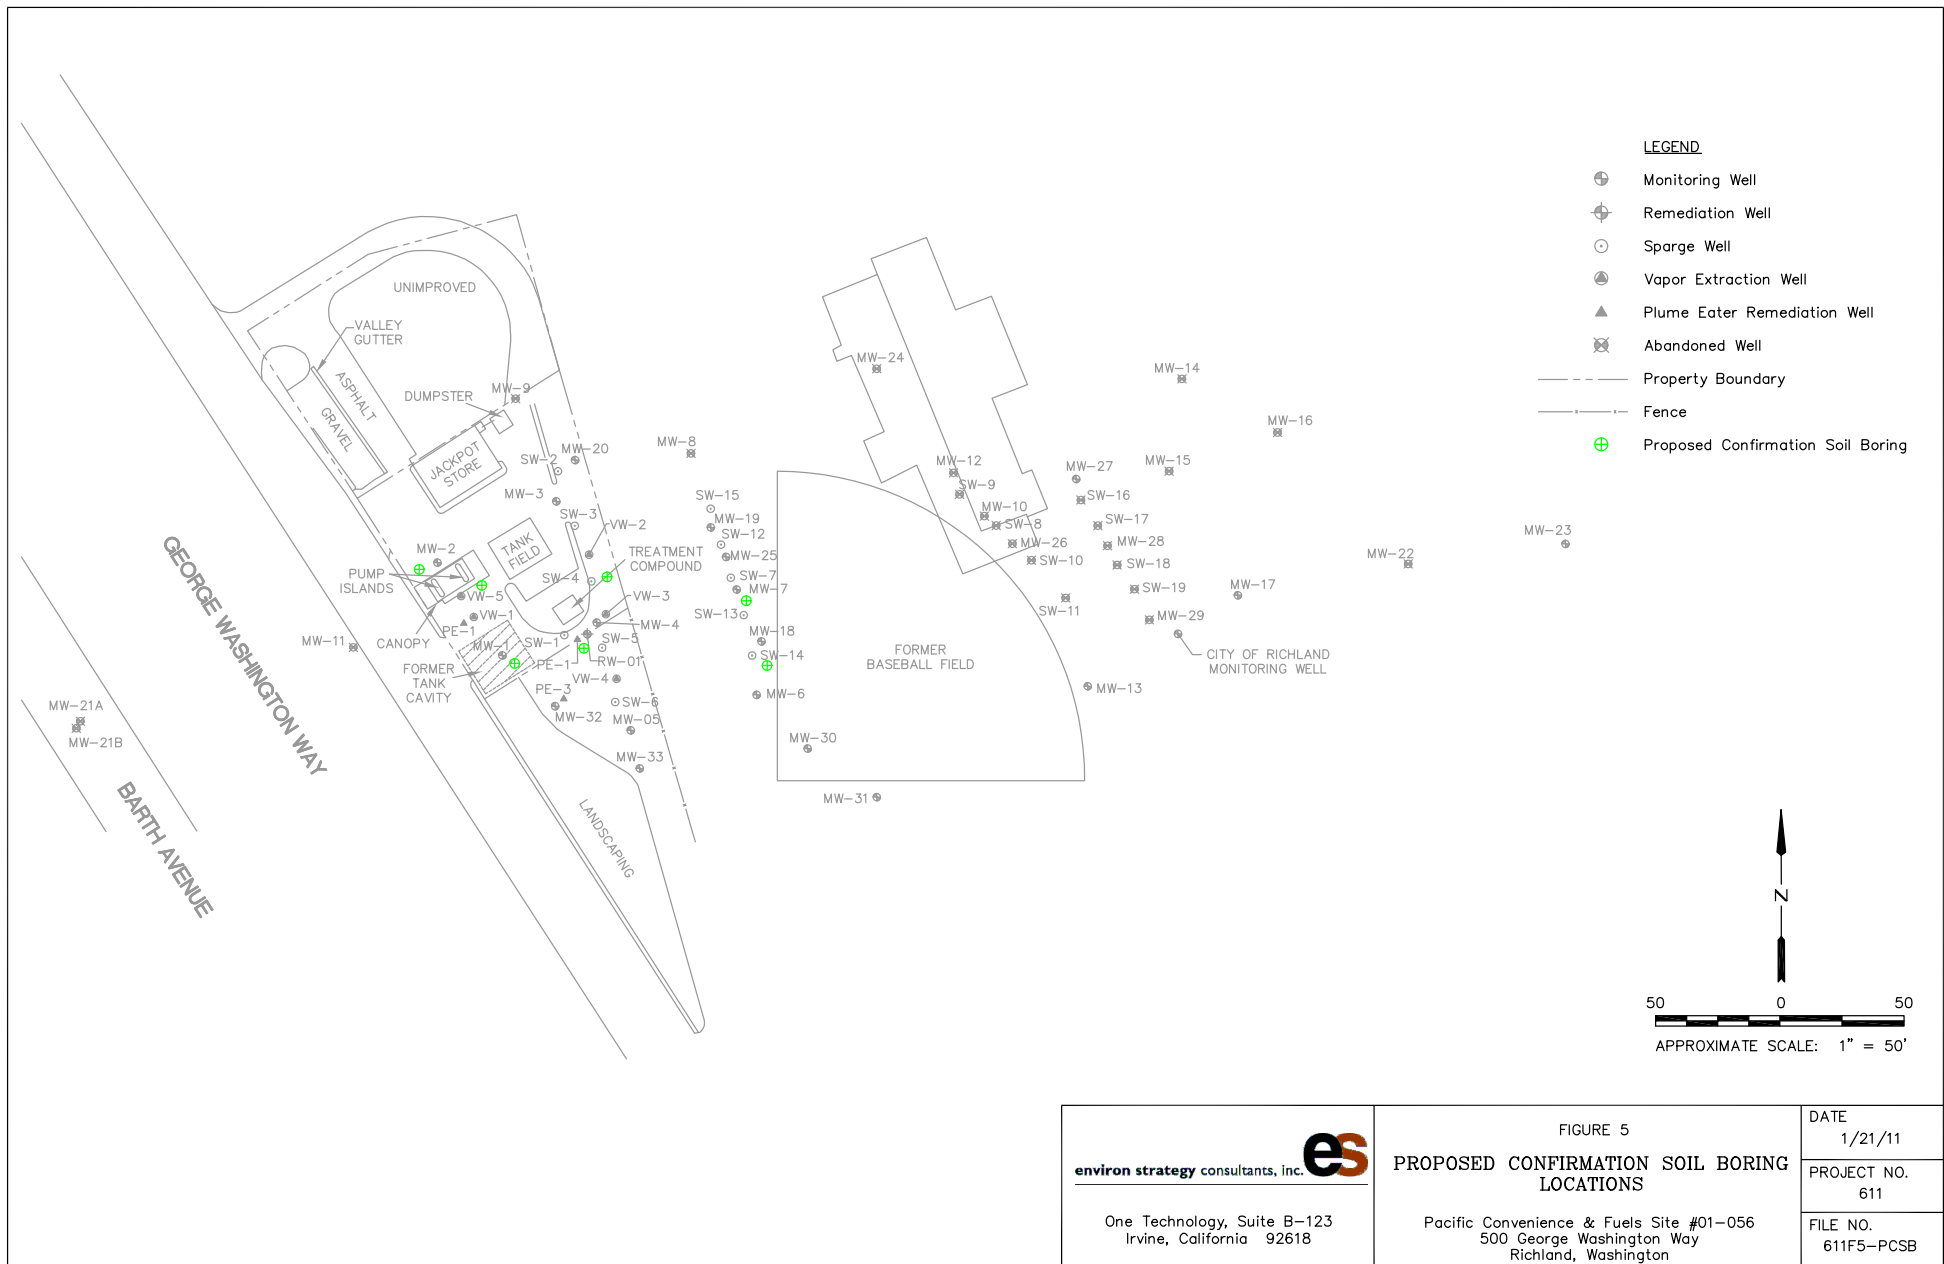 LEGEND
Monitoring Well
Remediation Well
Sparge Well
Vapor Extraction Well
Plume Eater Remediation Well
Abandoned Well
Property Boundary
Fence
Proposed Confirmation Soil Boring
UNIMPROVED
VALLEY
GUTTER
ASPHALT
GRAVEL
DUMPSTER
MW-9
JACKPOT
STORE
SW-2
MW-20
MW-3
SW-3
VW-2
TANK
FIELD
TREATMENT
COMPOUND
MW-2
PUMP
ISLANDS
SW-4
VW-5
VW-1
PE-1
VW-3
MW-4
CANOPY
MW-11
MW-1
SW-1
SW-5
PE-1
RW-01
FORMER
TANK
CAVITY
VW-4
PE-3
SW-6
MW-32
MW-05
MW-33
LANDSCAPING
MW-21A
MW-21B
GEORGE WASHINGTON WAY
BARTH AVENUE
MW-8
SW-15
MW-19
SW-12
MW-25
SW-7
MW-7
SW-13
MW-18
SW-14
MW-6
MW-30
MW-31
FORMER
BASEBALL FIELD
MW-24
MW-12
SW-9
MW-10
SW-8
MW-26
SW-10
SW-11
MW-27
SW-16
SW-17
MW-28
SW-18
SW-19
MW-29
MW-13
MW-14
MW-16
MW-15
MW-17
CITY OF RICHLAND
MONITORING WELL
MW-22
MW-23
N
50 0 50
APPROXIMATE SCALE: 1" = 50'
es
environ strategy consultants, inc.
One Technology, Suite B-123
Irvine, California 92618
FIGURE 5
PROPOSED CONFIRMATION SOIL BORING
LOCATIONS
Pacific Convenience & Fuels Site #01-056
500 George Washington Way
Richland, Washington
DATE
1/21/11
PROJECT NO.
611
FILE NO.
611F5-PCSB